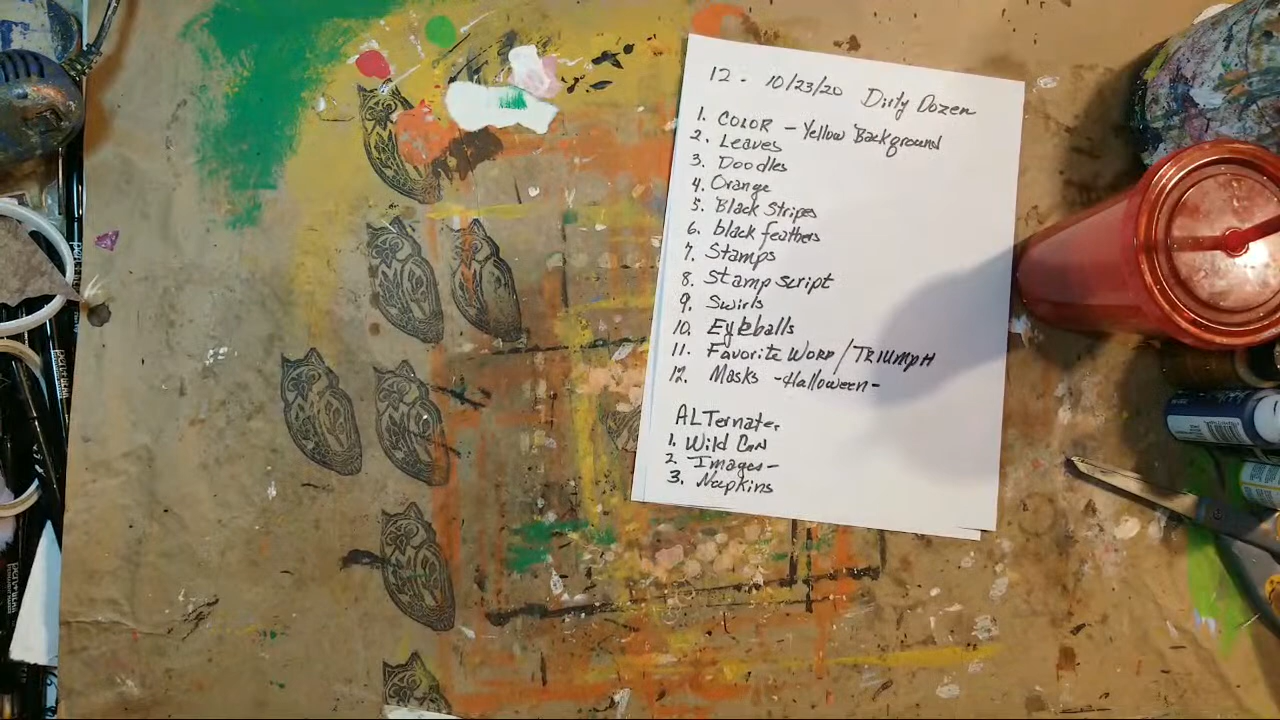 12. 10/23/20 Dirty Dozen
1. COLOR - Yellow Background
2. Leaves
3. Doodles
4. Orange
5. Black Stripes
6. black feathers
7. Stamps
8. Stamp script
9. Swirls
10. Eyeballs
11. Favorite WORD / TRIUMPH
12. Masks -Halloween-
ALTernate.
1. Wild
2. Images-
3. Napkins